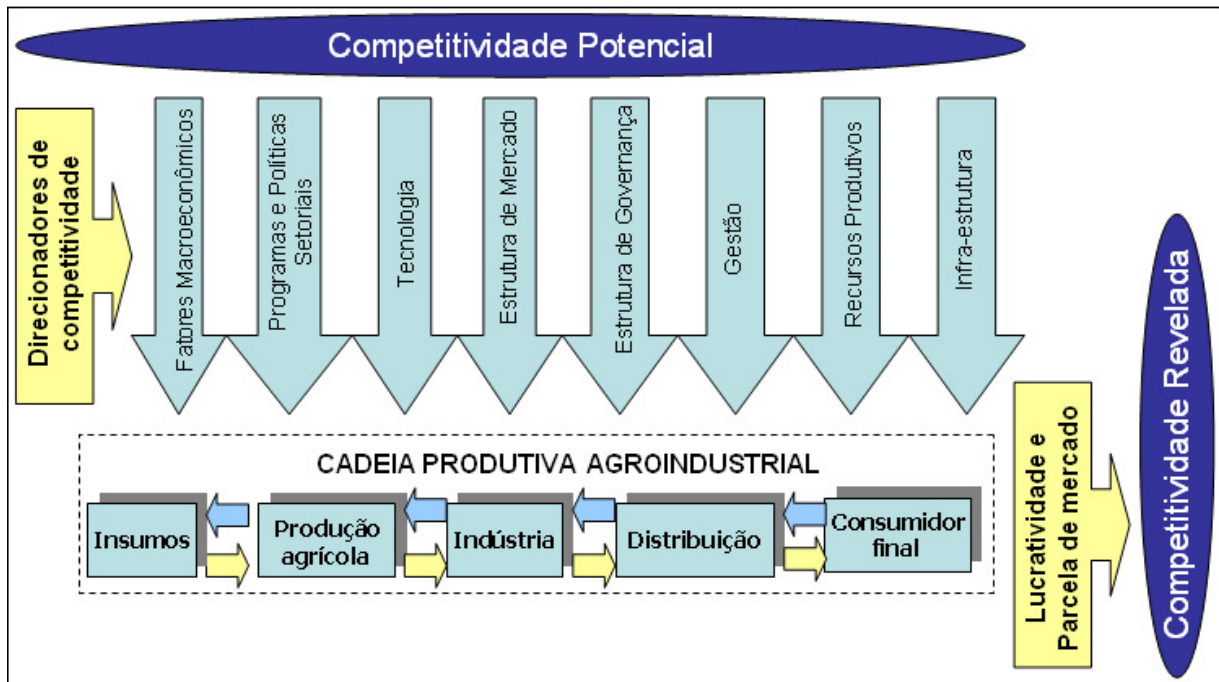 Competitividade Potencial
Direcionadores de
competitividade
Fatores Macroeconômicos
Programas e Políticas
Setoriais
Tecnologia
Estrutura de Mercado
Estrutura de Governança
Gestão
Recursos Produtivos
Infra-estrutura
CADEIA PRODUTIVA AGROINDUSTRIAL
Insumos
Produção
agrícola
Indústria
Distribuição
Consumidor
final
Lucratividade e
Parcela de mercado
Competitividade Revelada